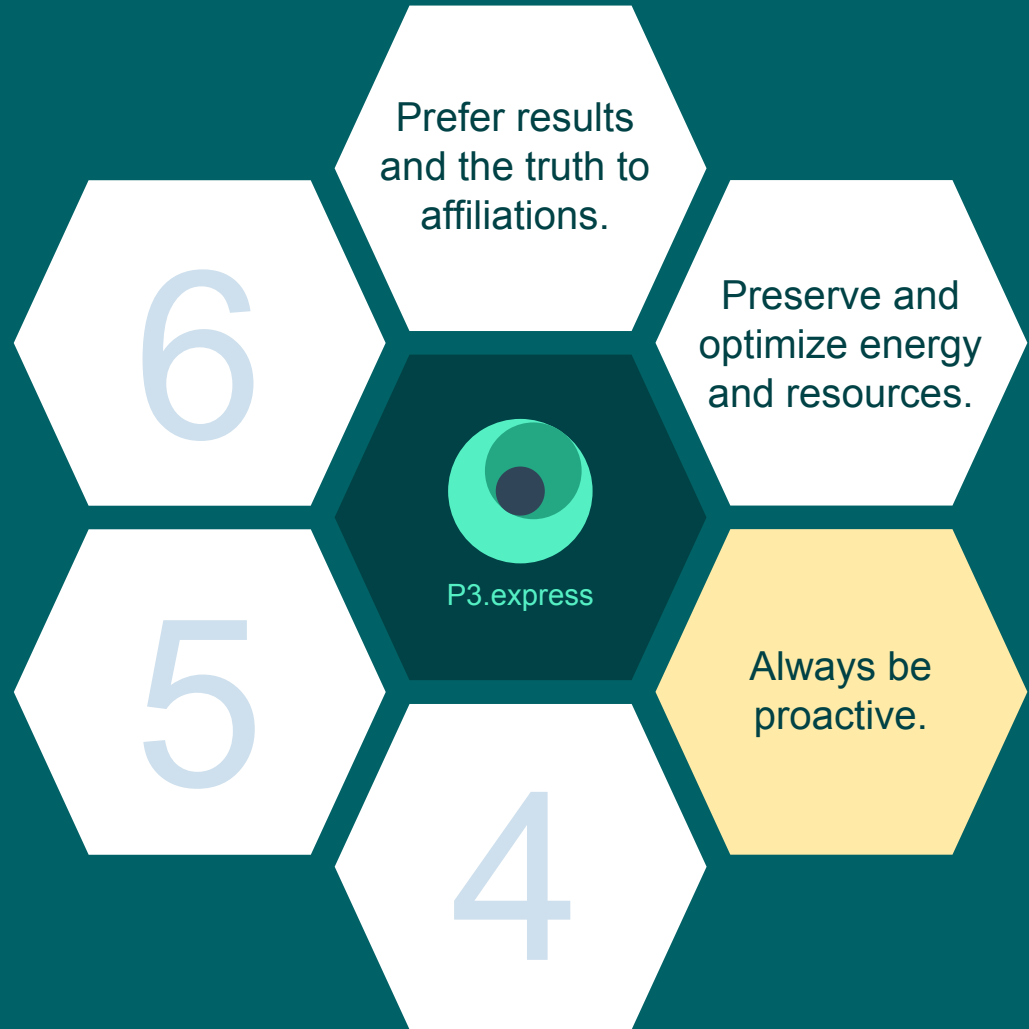 Prefer results
and the truth to
affiliations.
Preserve and
optimize energy
and resources.
Always be
proactive.
4
5
6
P3.express